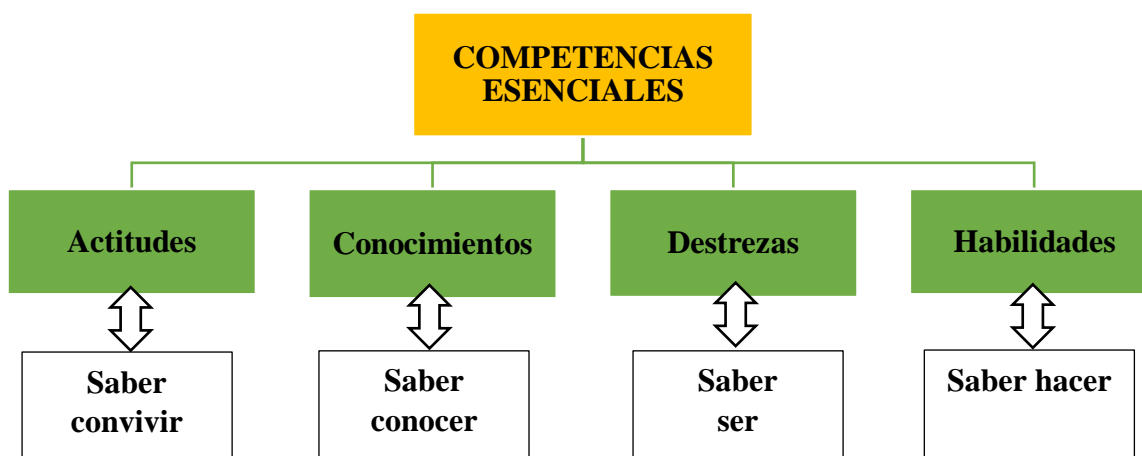 COMPETENCIAS
ESENCIALES
Actitudes
Conocimientos
Destrezas
Habilidades
Saber
convivir
Saber
conocer
Saber
ser
Saber hacer